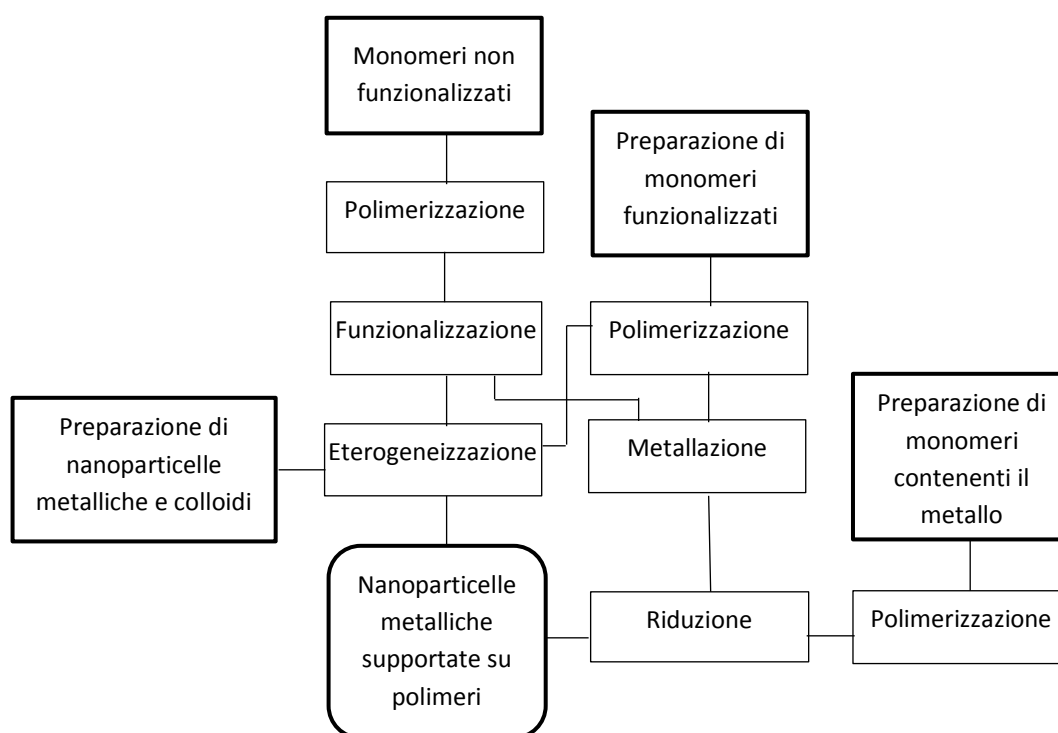 Monomeri non
funzionalizzati
Preparazione di
monomeri
funzionalizzati
Polimerizzazione
Funzionalizzazione
Polimerizzazione
Preparazione di
nanoparticelle
metalliche e colloidi
Eterogeneizzazione
Metallazione
Preparazione di
monomeri
contenenti il
metallo
Nanoparticelle
metalliche
supportate su
polimeri
Riduzione
Polimerizzazione